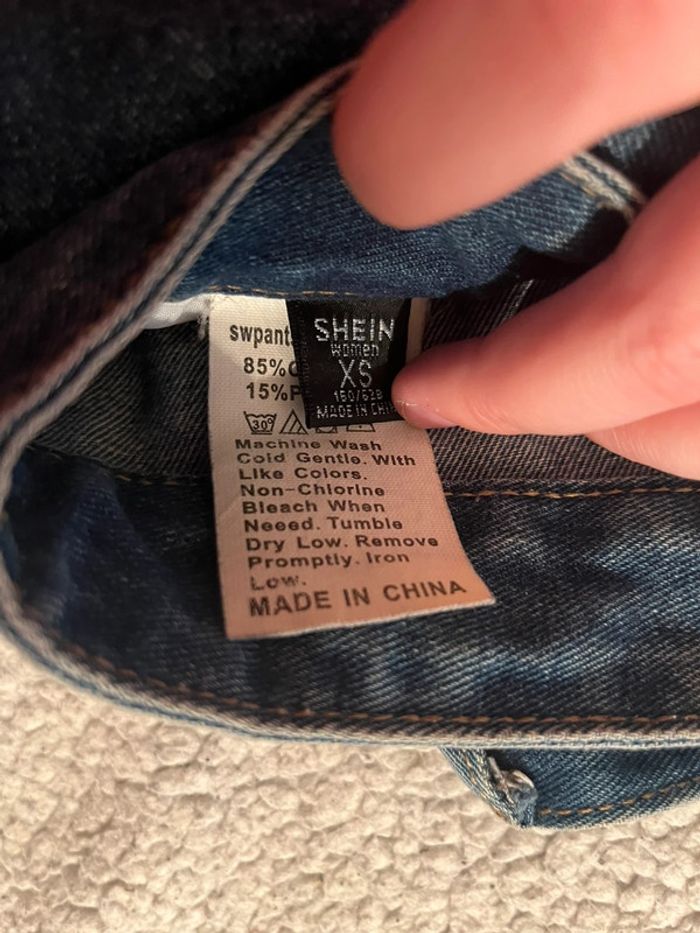 SHEIN
women
XS
MADE IN CHI
swpant
85%
15%P
30°
Machine Wash
Cold Gentle. With
Like Colors.
Non-Chlorine
Bleach When
Neeed. Tumble
Dry Low. Remove
Promptly. Iron
Low.
MADE IN CHINA